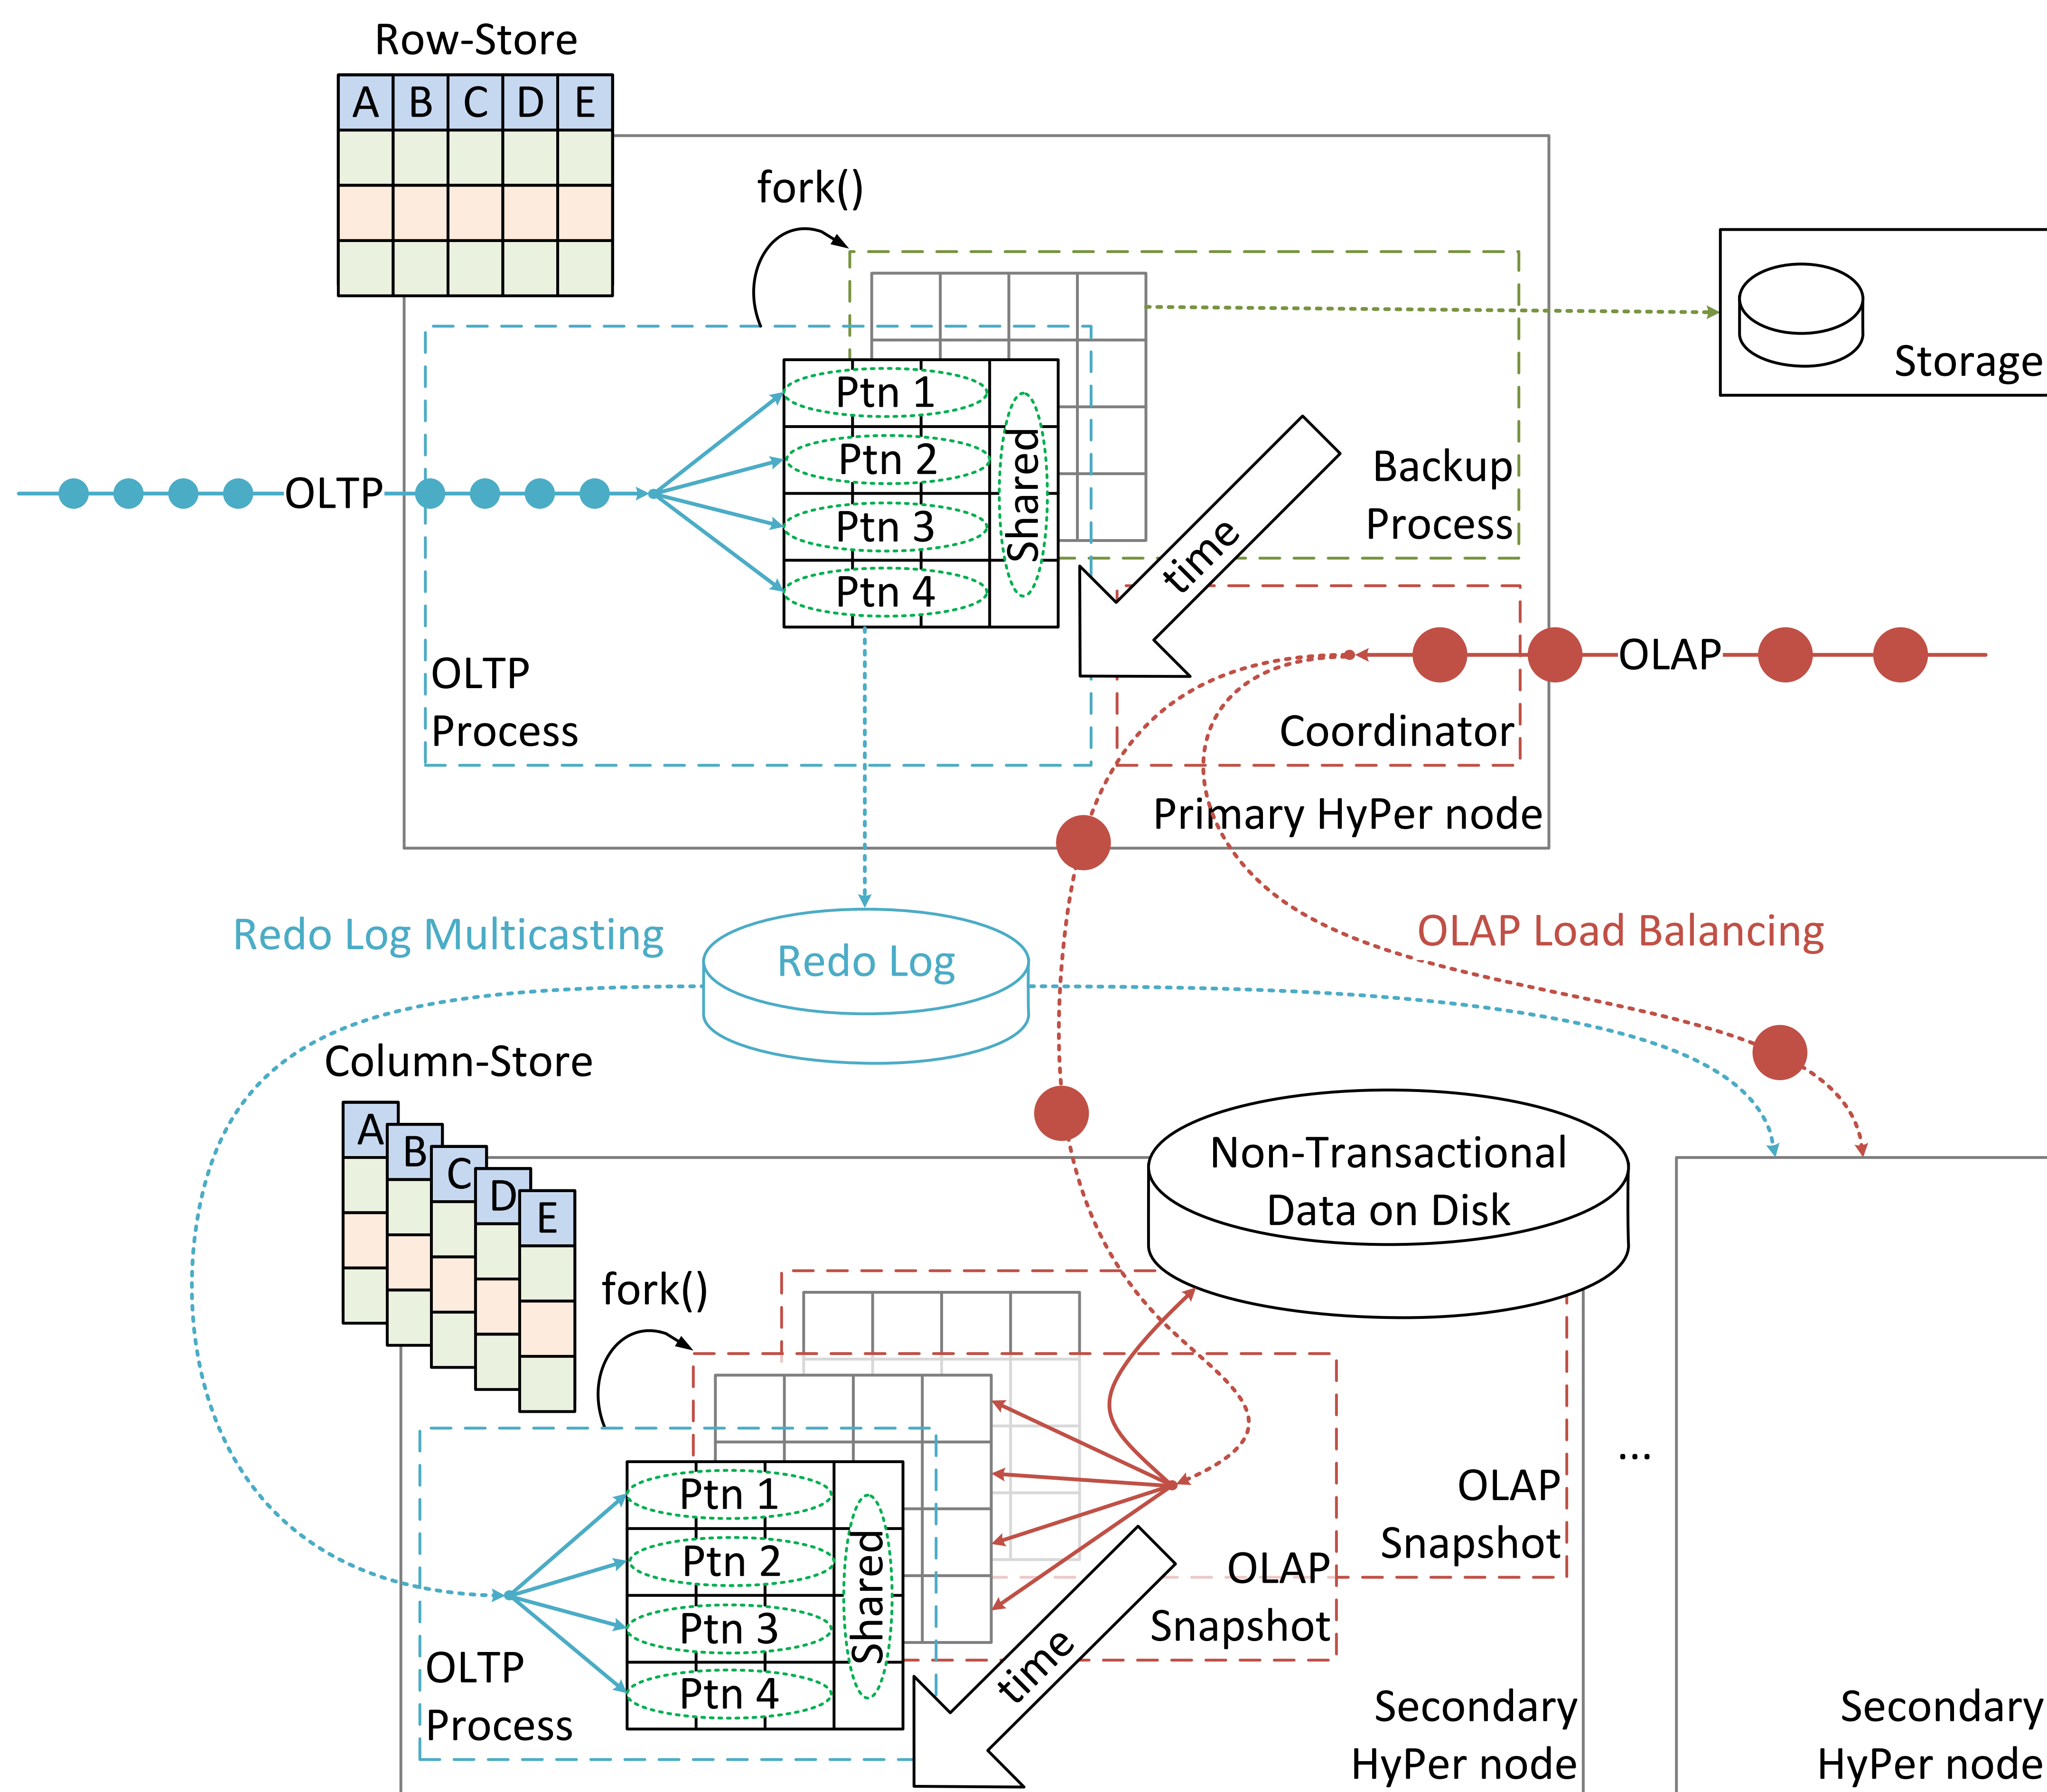 Row-Store
A B C D E
fork()
Storage
Ptn 1
Ptn 2
Ptn 3
Ptn 4
Shared
Backup
Process
time
OLTP
OLTP
Process
OLAP
Coordinator
Primary HyPer node
Redo Log Multicasting
Redo Log
OLAP Load Balancing
Column-Store
A
B
C
D
E
Non-Transactional
Data on Disk
fork()
Ptn 1
Ptn 2
Ptn 3
Ptn 4
Shared
OLAP
Snapshot
OLAP
Snapshot
...
time
OLTP
Process
Secondary
HyPer node
Secondary
HyPer node